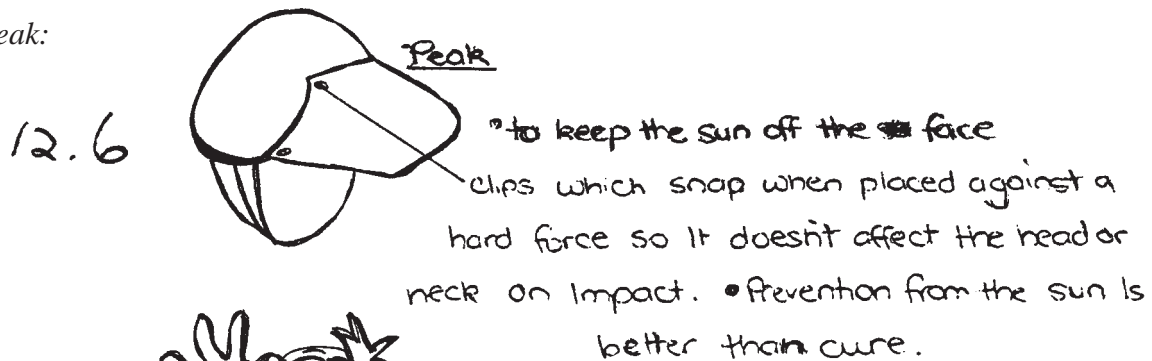 eak:
Peak
12.6
• to keep the sun off the face
clips which snap when placed against a
hard force so it doesn't affect the head or
neck on impact. • Prevention from the sun is
better than cure.